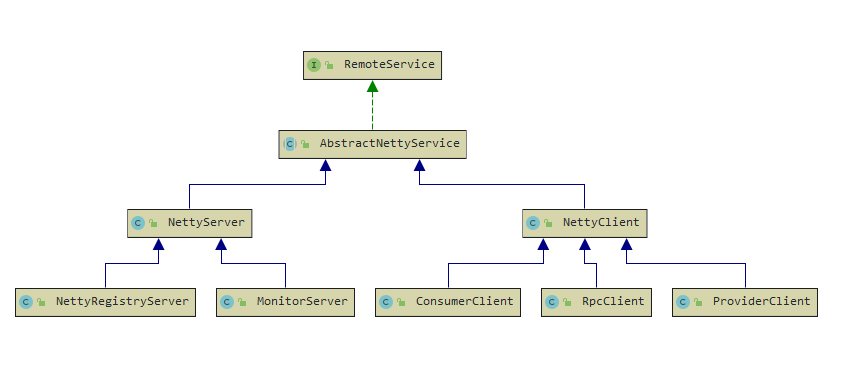 I RemoteService
C AbstractNettyService
C NettyServer
C NettyClient
C NettyRegistryServer
C MonitorServer
C ConsumerClient
C RpcClient
C ProviderClient